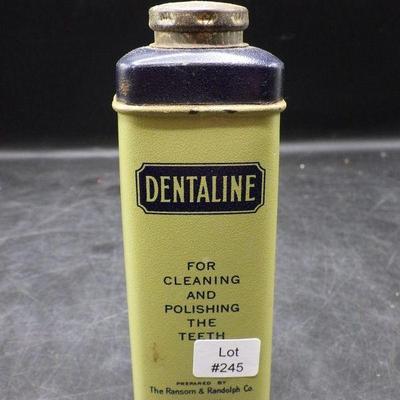 DENTALINE
FOR
CLEANING
AND
POLISHING
THE
TEETH
Lot
#245
PREPARED BY
The Ransom & Randolph Co.